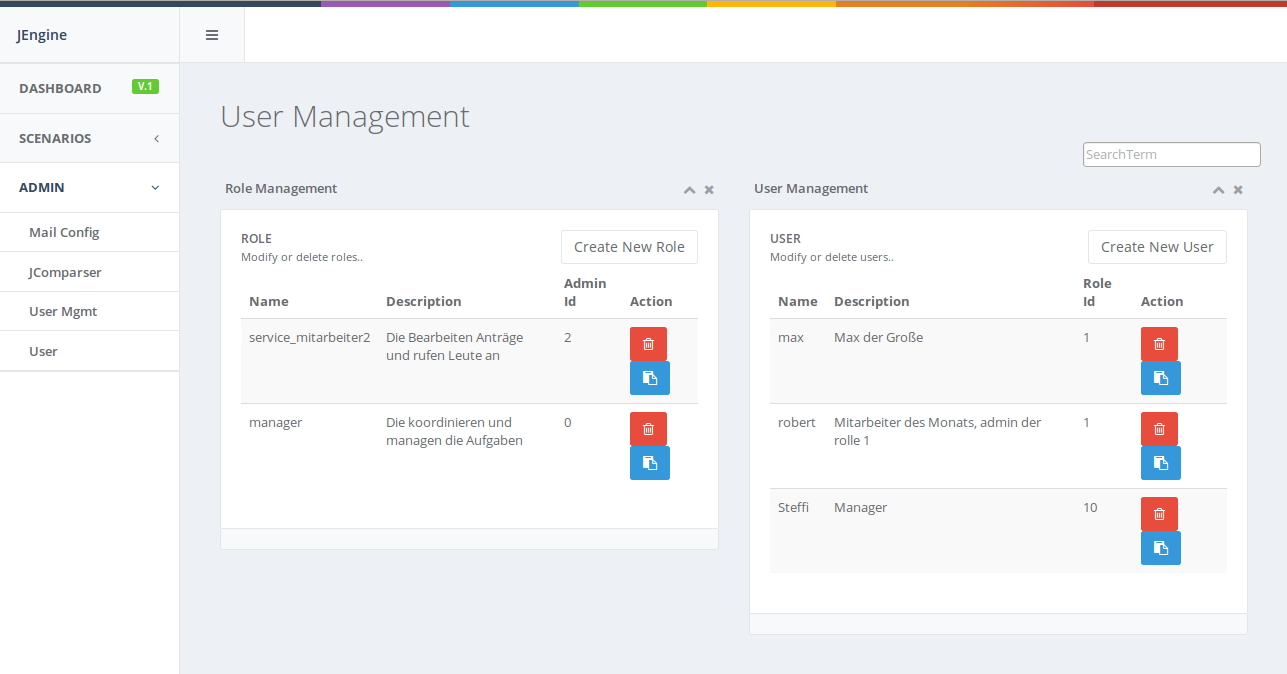 JEngine
DASHBOARD V.1
SCENARIOS
ADMIN
Mail Config
JComparser
User Mgmt
User
User Management
SearchTerm
Role Management
ROLE
Modify or delete roles..
Create New Role
Name Description Admin Id Action
service_mitarbeiter2 Die Bearbeiten Anträge 2
und rufen Leute an
manager Die koordinieren und 0
managen die Aufgaben
User Management
USER
Modify or delete users..
Create New User
Name Description Role Id Action
max Max der Große 1
robert Mitarbeiter des Monats, admin der 1
rolle 1
Steffi Manager 10